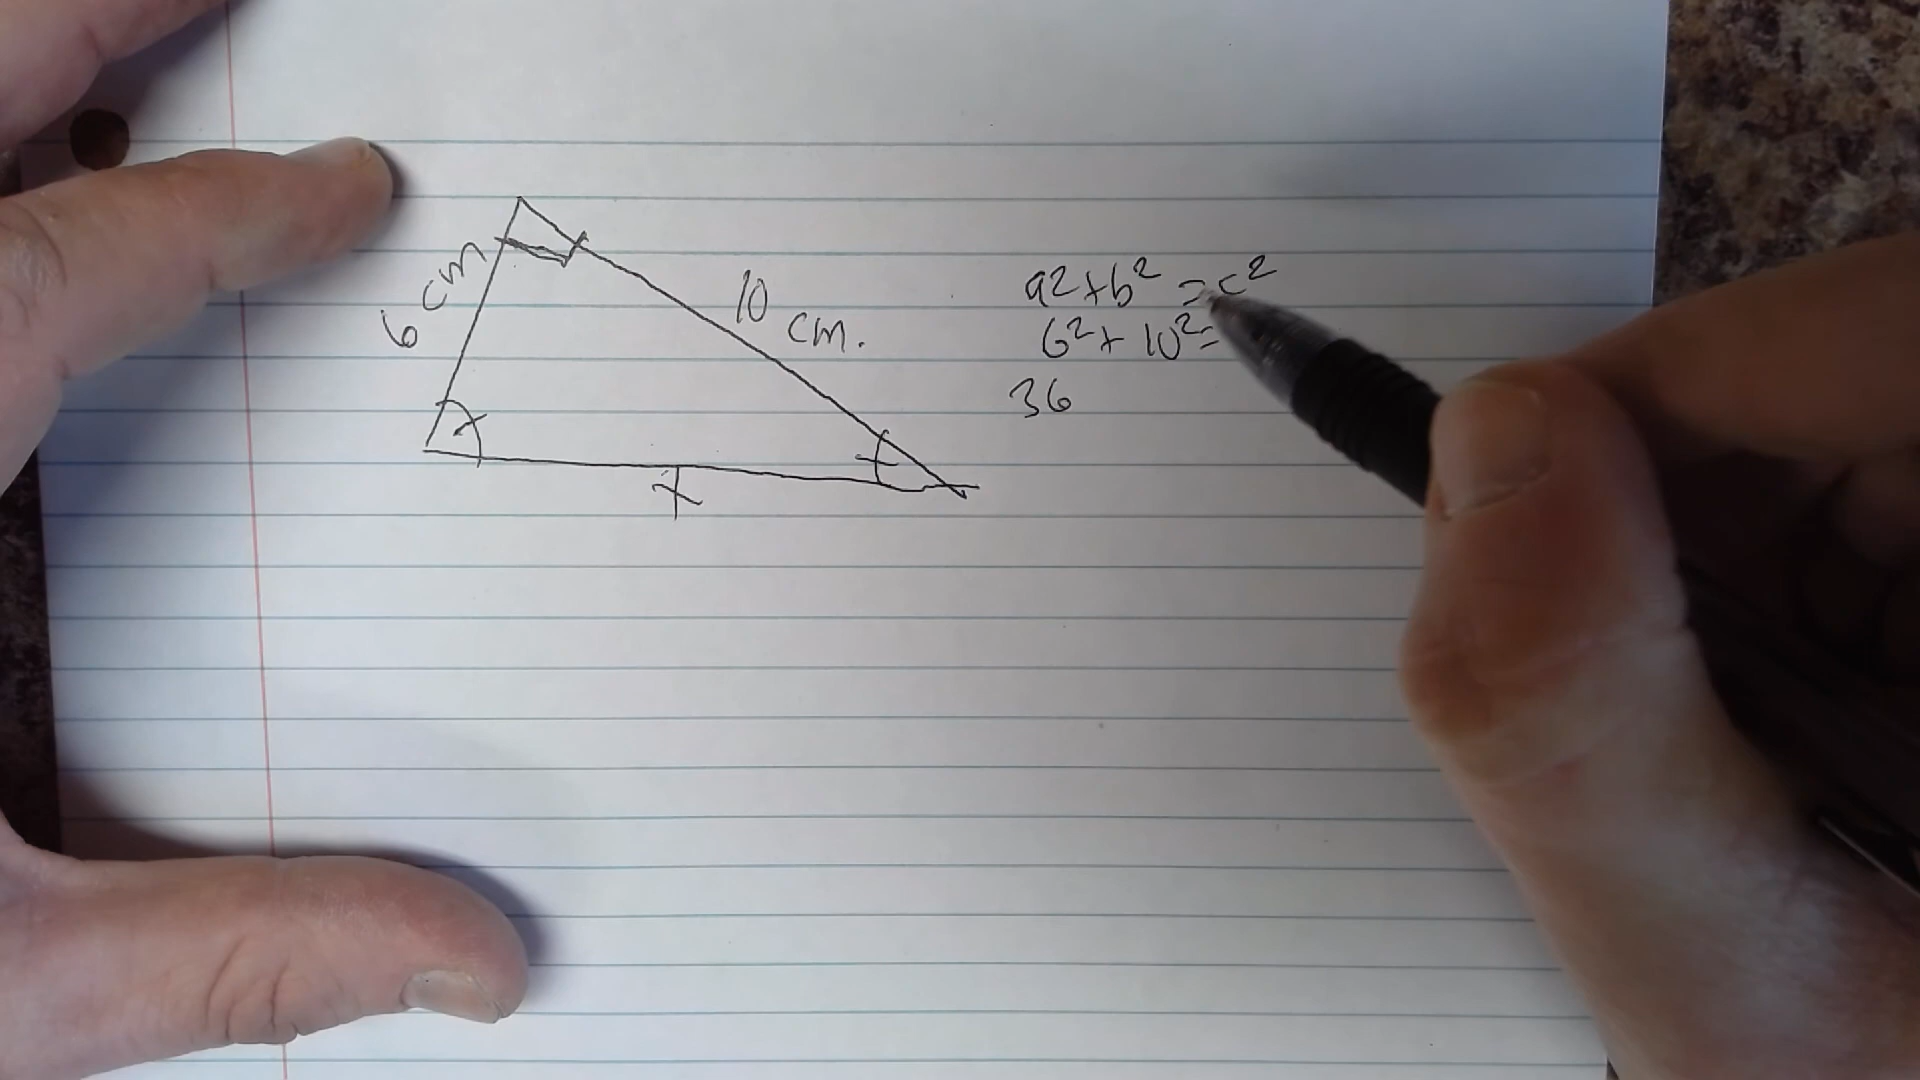 6 cm
10 cm.
a2+b² = c²
6² + 10² =
36
x